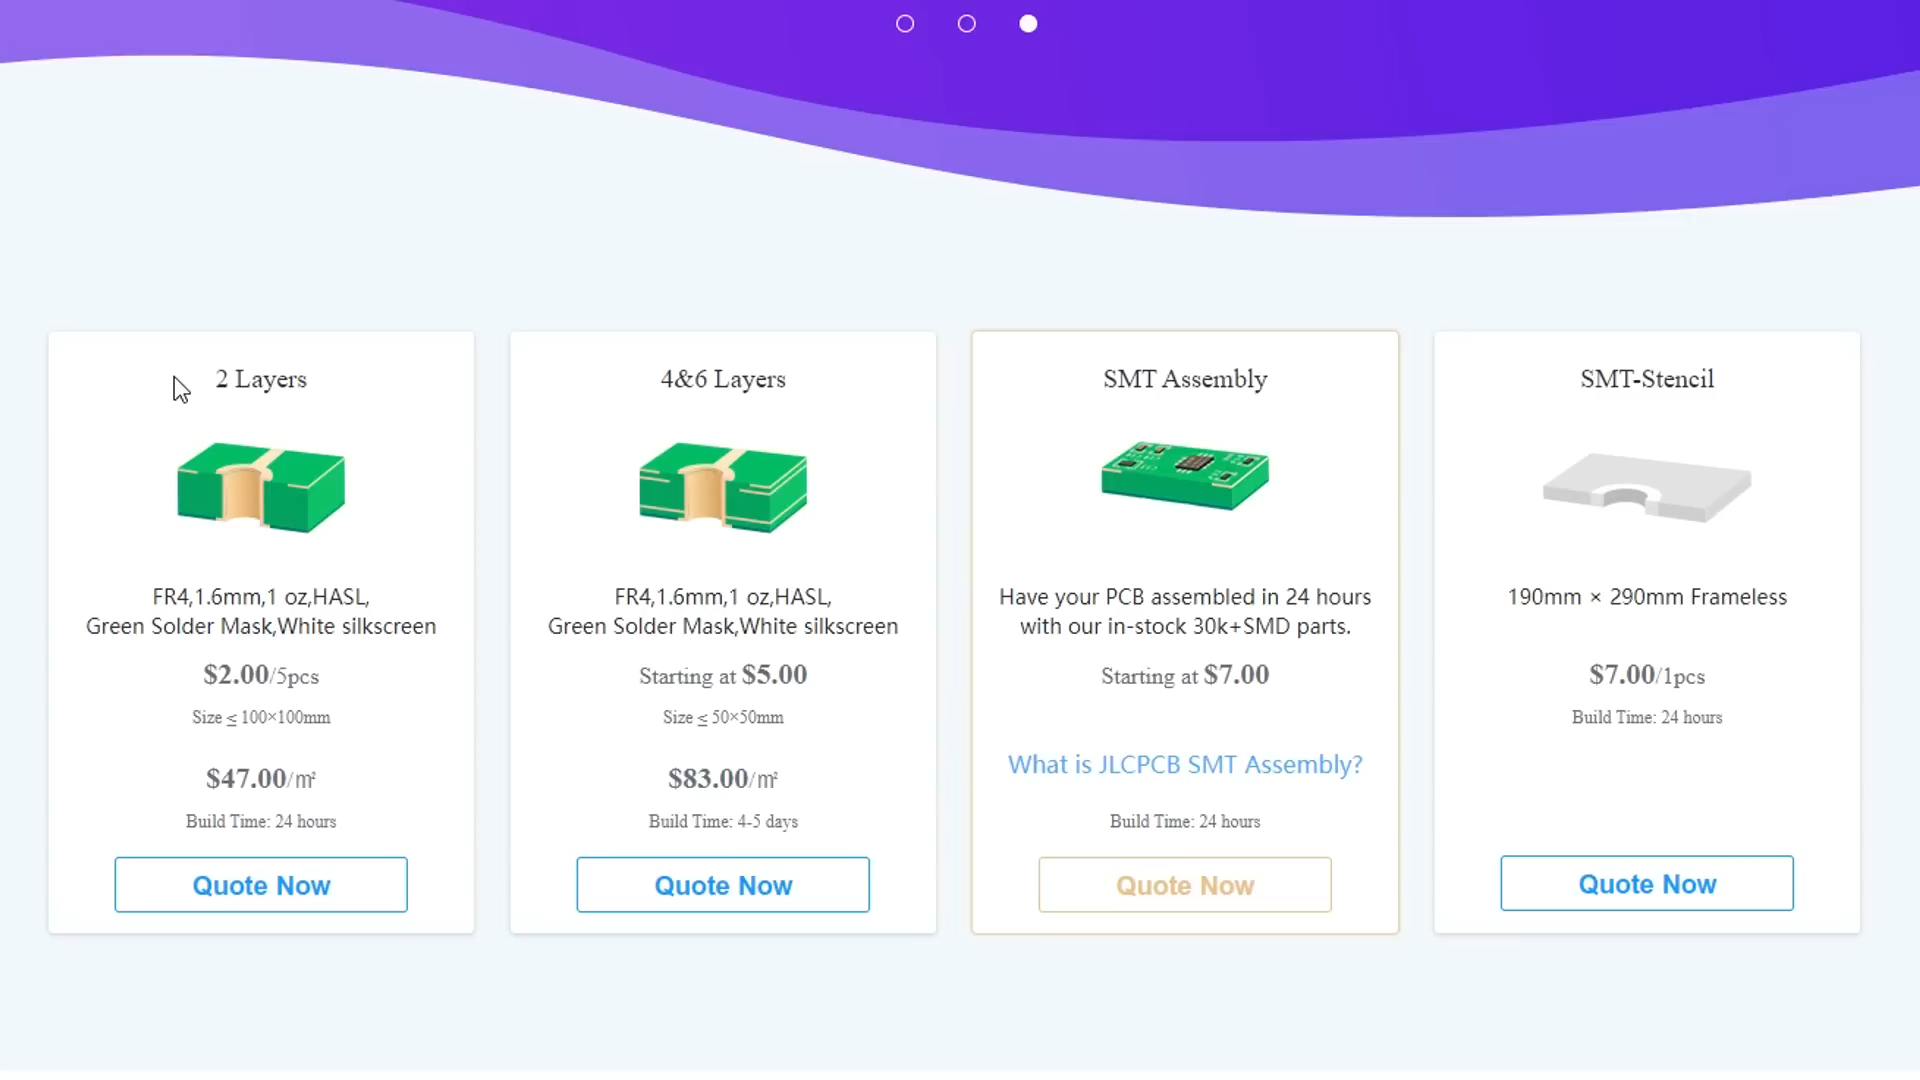 2 Layers
FR4,1.6mm,1 oz,HASL,
Green Solder Mask,White silkscreen
$2.00/5pcs
Size ≤ 100×100mm
$47.00/㎡
Build Time: 24 hours
Quote Now
4&6 Layers
FR4,1.6mm,1 oz,HASL,
Green Solder Mask,White silkscreen
Starting at $5.00
Size ≤ 50×50mm
$83.00/㎡
Build Time: 4-5 days
Quote Now
SMT Assembly
Have your PCB assembled in 24 hours
with our in-stock 30k+SMD parts.
Starting at $7.00
What is JLCPCB SMT Assembly?
Build Time: 24 hours
Quote Now
SMT-Stencil
190mm × 290mm Frameless
$7.00/1pcs
Build Time: 24 hours
Quote Now